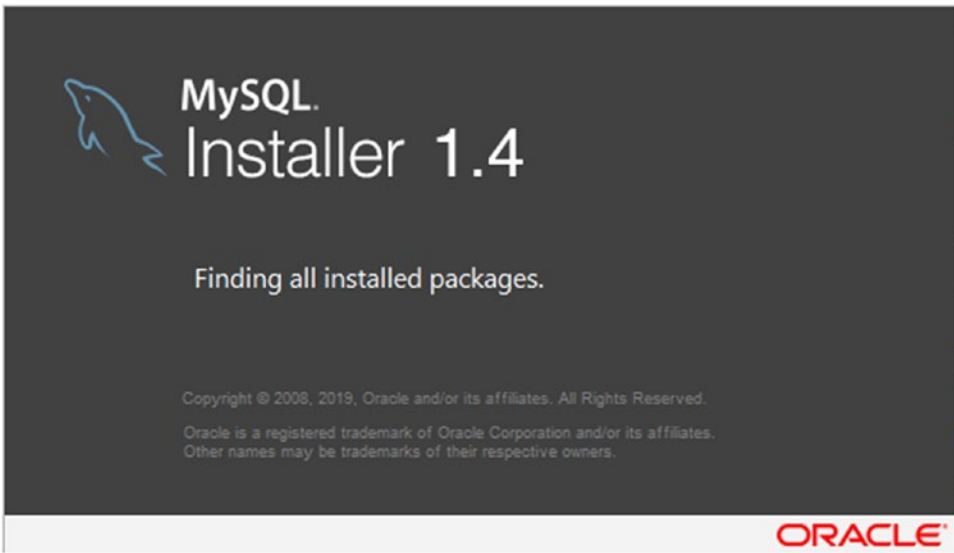 MySQL.
Installer 1.4
Finding all installed packages.
Copyright © 2008, 2019, Oracle and/or its affiliates. All Rights Reserved.
Oracle is a registered trademark of Oracle Corporation and/or its affiliates.
Other names may be trademarks of their respective owners.
ORACLE